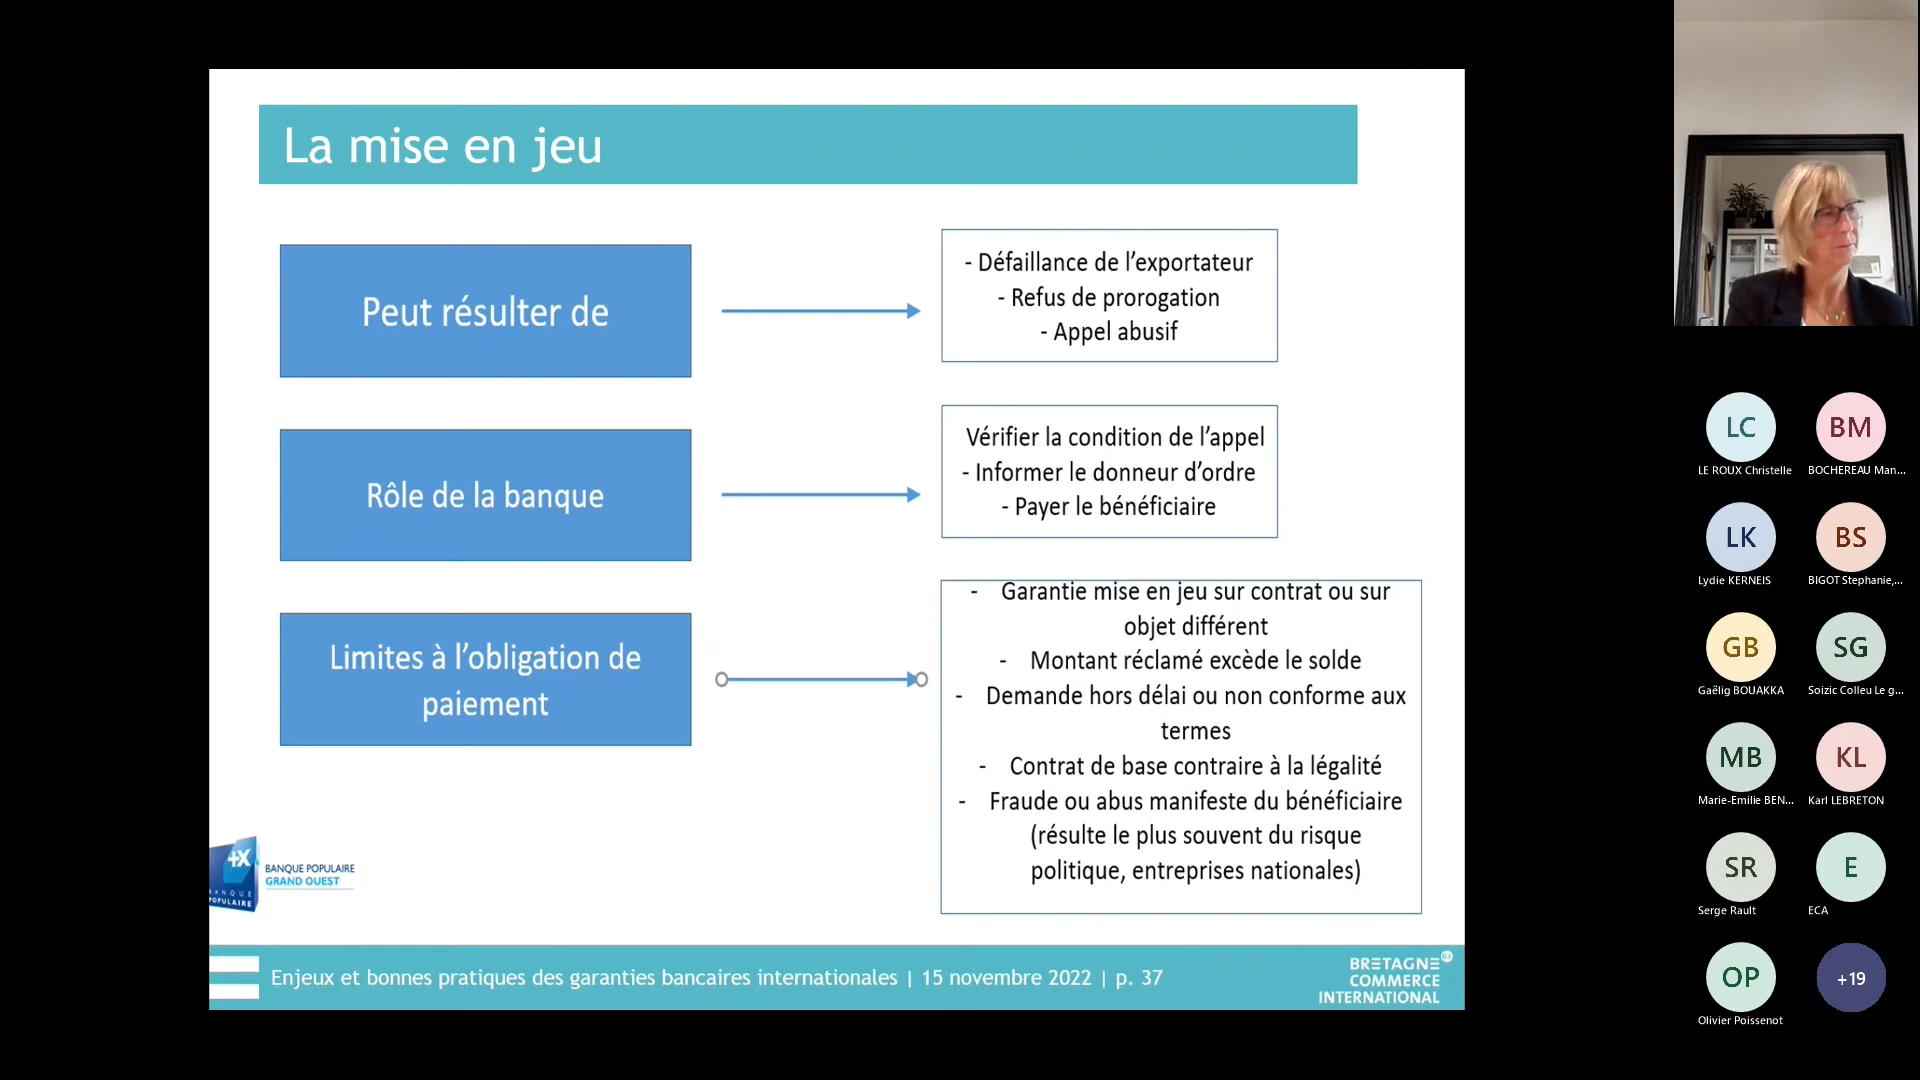 La mise en jeu
Peut résulter de
- Défaillance de l'exportateur
- Refus de prorogation
- Appel abusif
Rôle de la banque
Vérifier la condition de l'appel
- Informer le donneur d'ordre
- Payer le bénéficiaire
Limites à l'obligation de
paiement
- Garantie mise en jeu sur contrat ou sur
objet différent
- Montant réclamé excède le solde
- Demande hors délai ou non conforme aux
termes
- Contrat de base contraire à la légalité
- Fraude ou abus manifeste du bénéficiaire
(résulte le plus souvent du risque
politique, entreprises nationales)
BANQUE
POPULAIRE
BANQUE POPULAIRE
GRAND OUEST
Enjeux et bonnes pratiques des garanties bancaires internationales | 15 novembre 2022 | p. 37
BRETAGNE
COMMERCE
INTERNATIONAL
LC
LE ROUX Christelle
BM
BOCHEREAU Man...
LK
Lydie KERNEIS
BS
BIGOT Stephanie,...
GB
Gaëlig BOUAKKA
SG
Soizic Colleu Le g...
MB
Marie-Emilie BEN...
KL
Karl LEBRETON
SR
Serge Rault
E
ECA
OP
Olivier Poissenot
+19